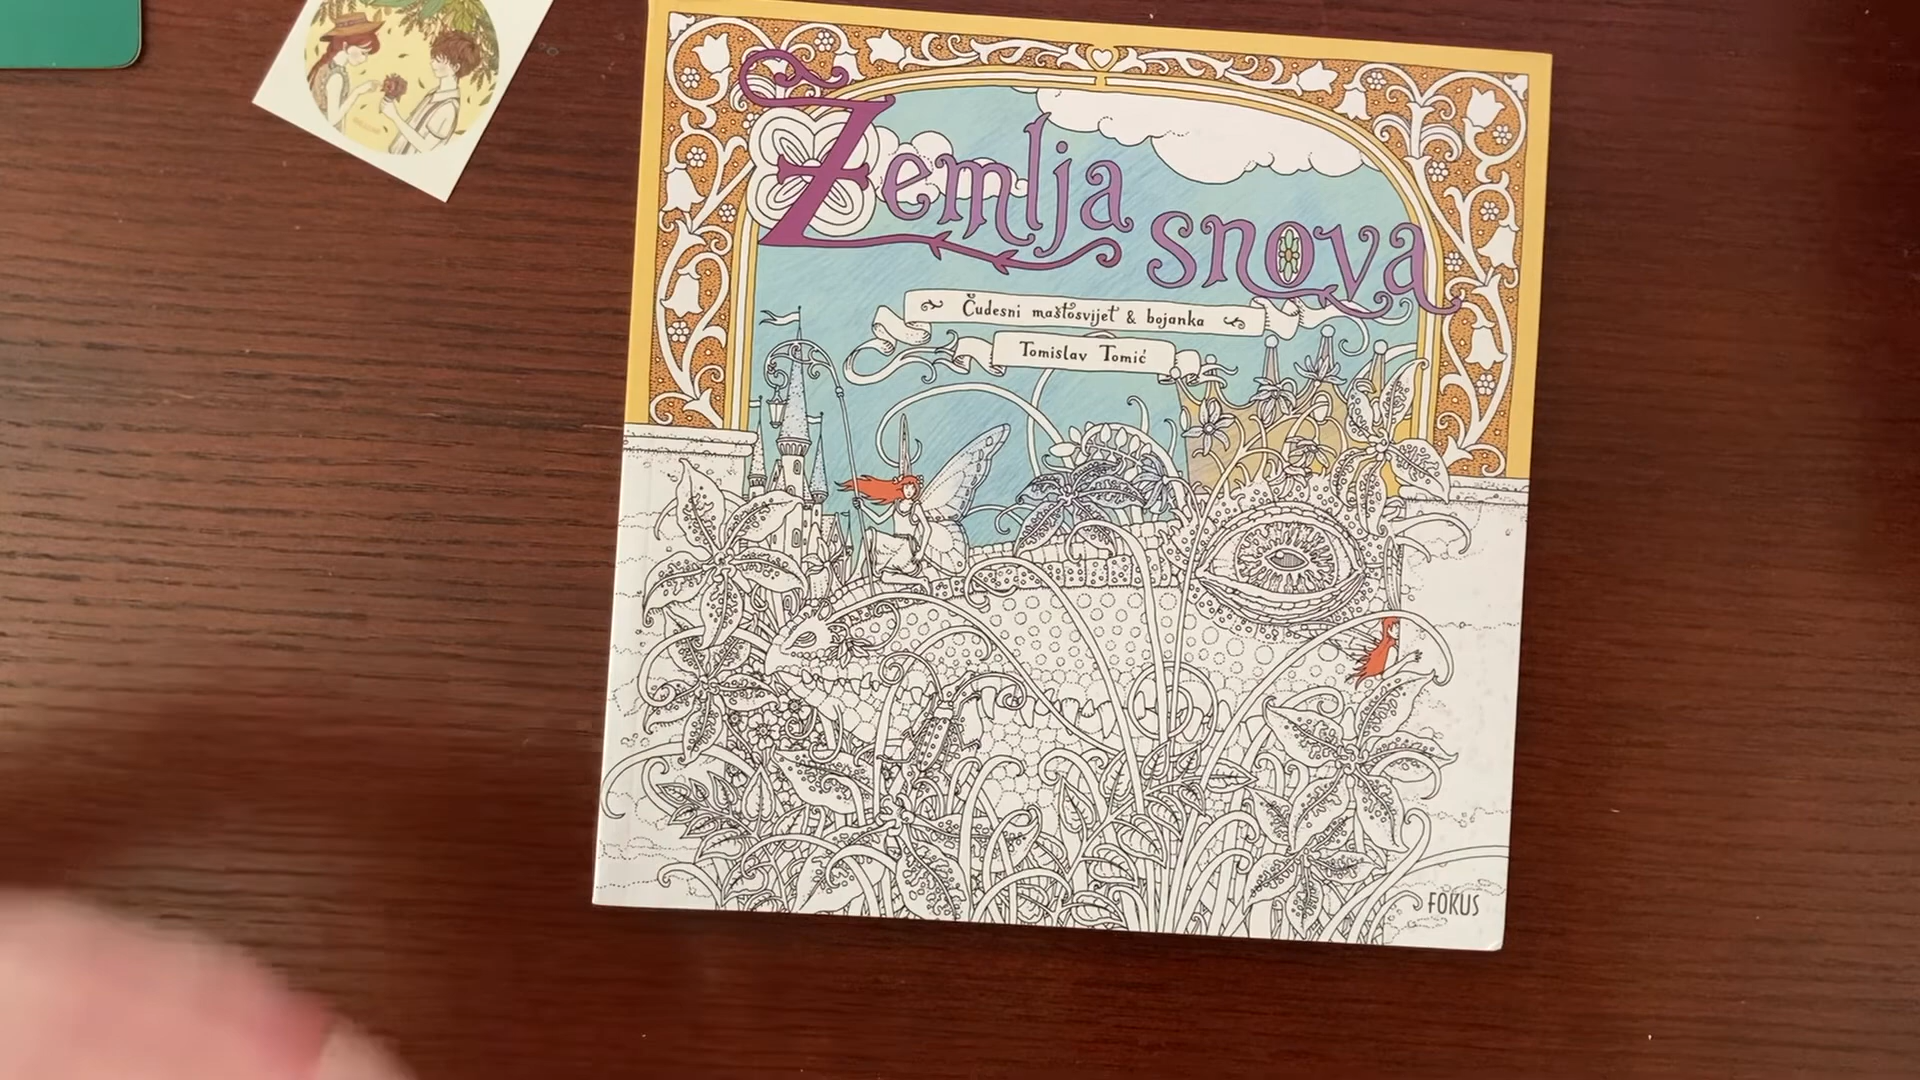 Zemlja
snova
Čudesni maštosvijet & bojanka
Tomislav Tomić
FOKUS